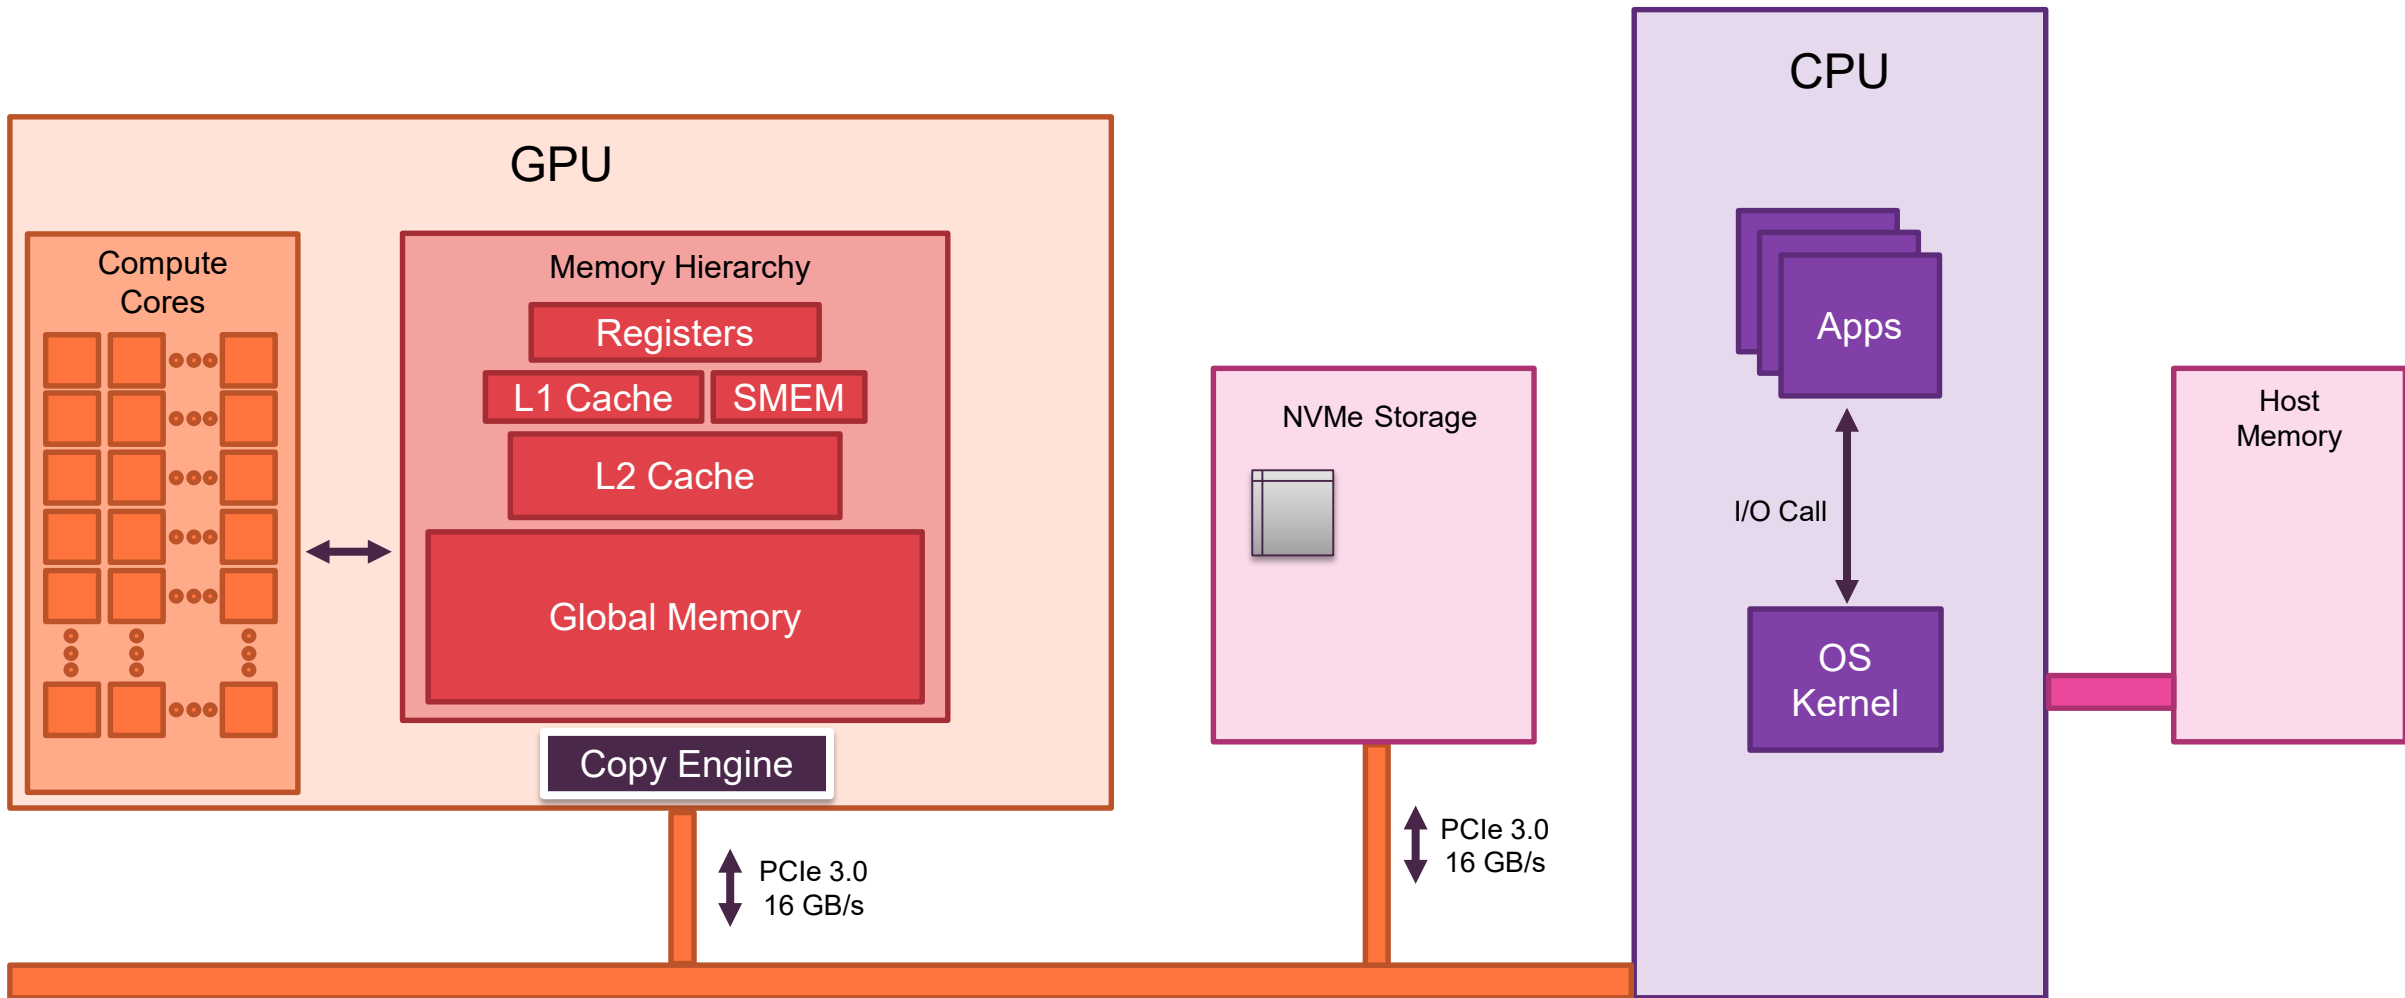 GPU
Compute
Cores
Memory Hierarchy
Registers
L1 Cache
SMEM
L2 Cache
Global Memory
Copy Engine
PCIe 3.0
16 GB/s
NVMe Storage
PCIe 3.0
16 GB/s
CPU
Apps
I/O Call
OS
Kernel
Host
Memory